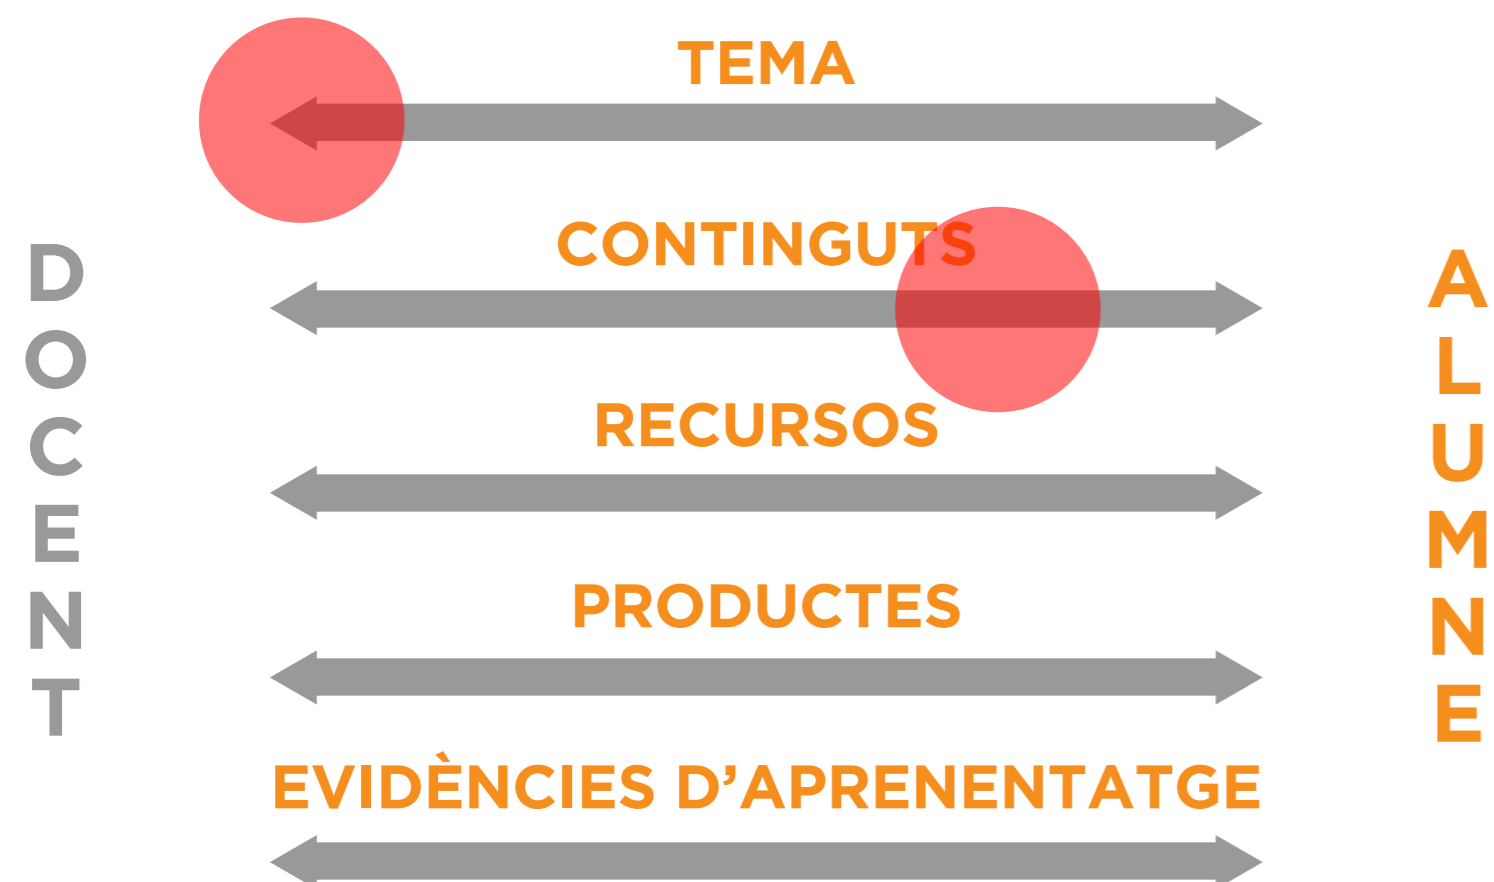 TEMA
CONTINGUTS
RECURSOS
PRODUCTES
EVIDÈNCIES D’APRENENTATGE
DOCENT
ALUMNE